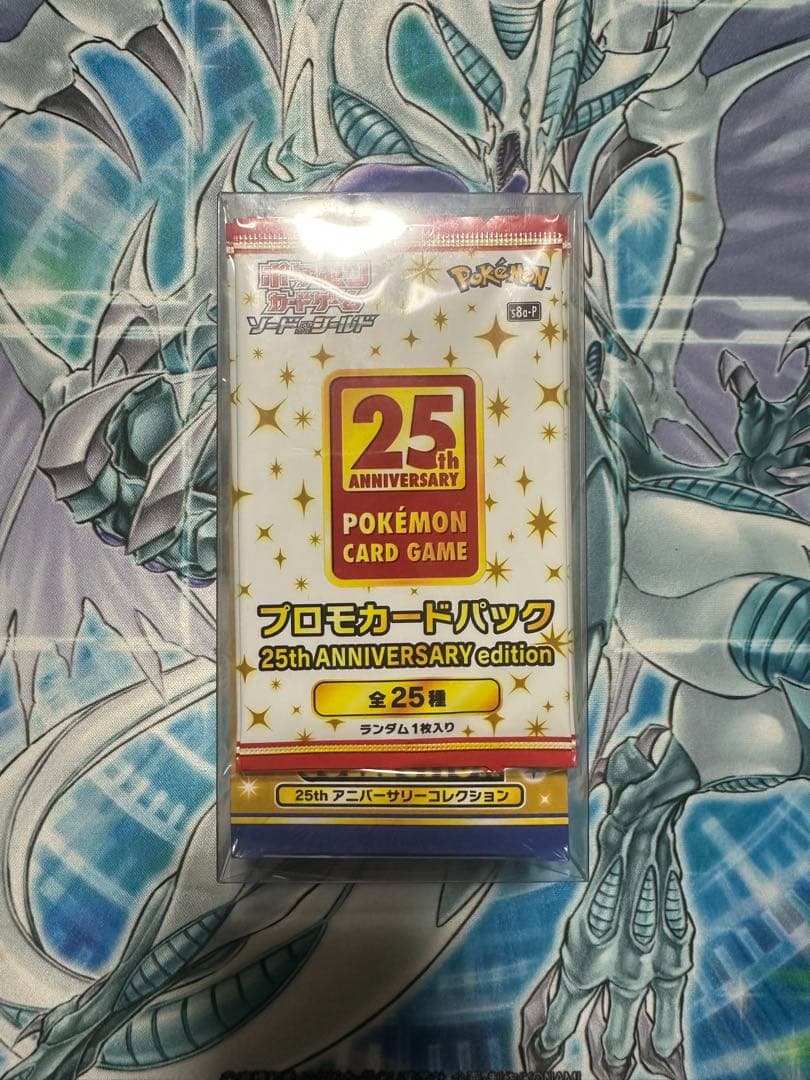 ポケモン
カードゲーム
ソード&シールド
POKÉMON
s8a-P
25th
ANNIVERSARY
POKÉMON
CARD GAME
プロモカードパック
25th ANNIVERSARY edition
全25種
ランダム1枚入り
25th アニバーサリーコレクション